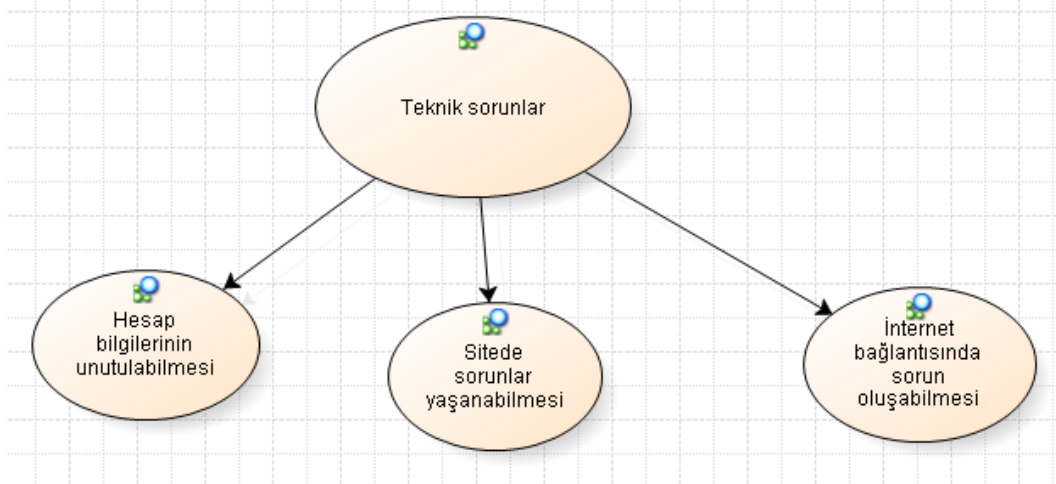 Teknik sorunlar
Hesap
bilgilerinin
unutulabilmesi
Sitede
sorunlar
yaşanabilmesi
İnternet
bağlantısında
sorun
oluşabilmesi